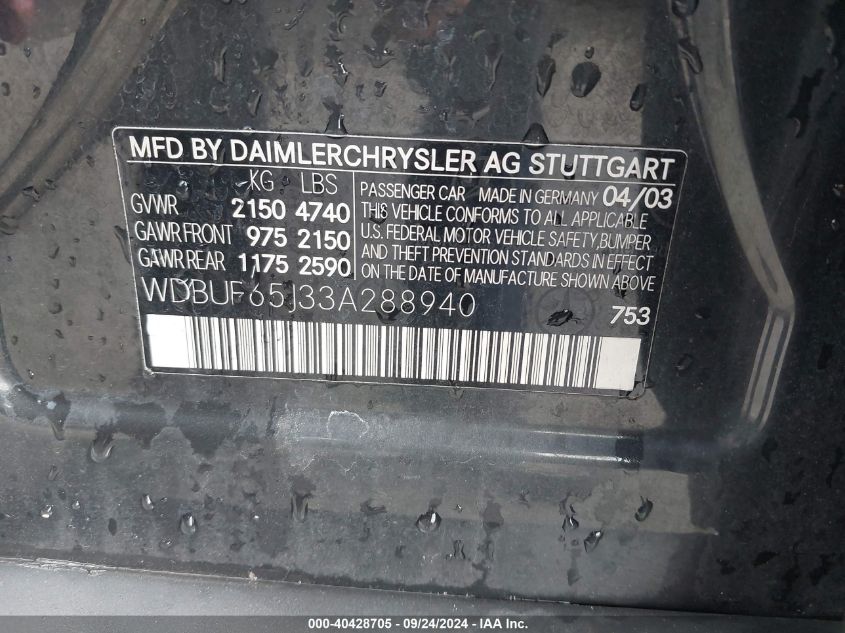 MFD BY DAIMLERCHRYSLER AG STUTTGART
KG LBS
GVWR 2150 4740
GAWR FRONT 975 2150
GAWR REAR 1175 2590
PASSENGER CAR MADE IN GERMANY 04/03
THIS VEHICLE CONFORMS TO ALL APPLICABLE
U.S. FEDERAL MOTOR VEHICLE SAFETY,BUMPER
AND THEFT PREVENTION STANDARDS IN EFFECT
ON THE DATE OF MANUFACTURE SHOWN ABOVE
WDBUF65J33A288940
753
000-40428705 - 09/24/2024 - IAA Inc.